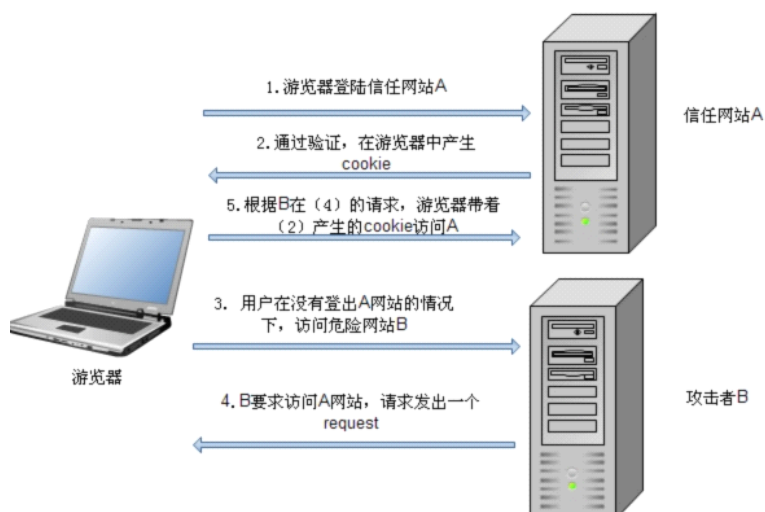 1.游览器登陆信任网站A
信任网站A
2.通过验证，在游览器中产生
cookie
5.根据B在（4）的请求，游览器带着
（2）产生的cookie访问A
3. 用户在没有登出A网站的情况
下，访问危险网站B
游览器
4.B要求访问A网站，请求发出一个
request
攻击者B